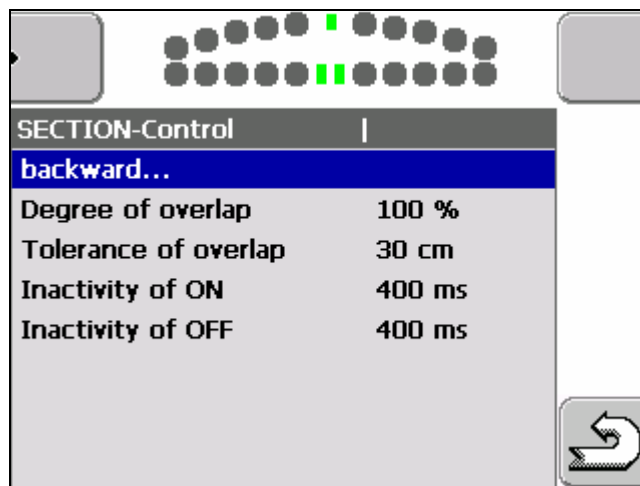 SECTION-Control
backward...
Degree of overlap 100 %
Tolerance of overlap 30 cm
Inactivity of ON 400 ms
Inactivity of OFF 400 ms